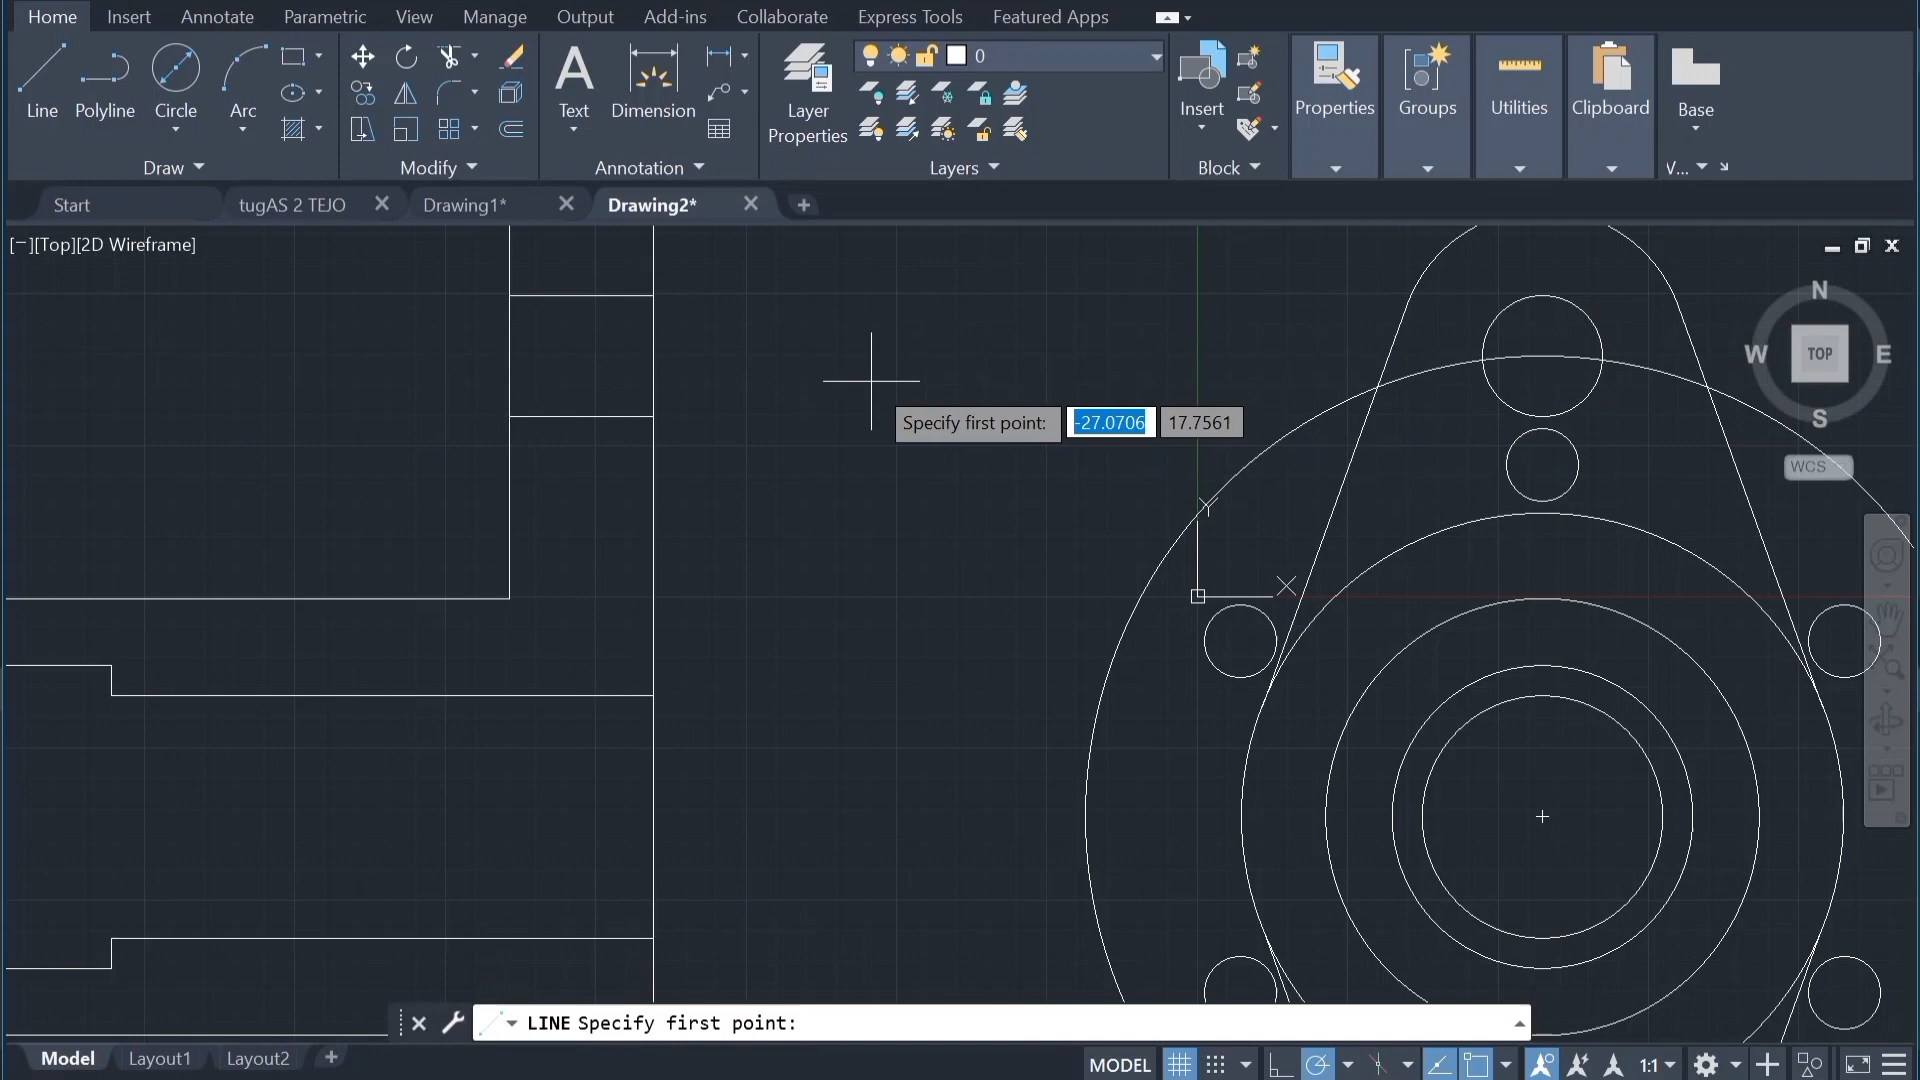 Home Insert Annotate Parametric View Manage Output Add-ins Collaborate Express Tools Featured Apps
0
Line Polyline Circle Arc Text Dimension Layer Properties Insert Properties Groups Utilities Clipboard Base
Draw Modify Annotation Layers Block V...
Start tugAS 2 TEJO Drawing1* Drawing2*
[−][Top][2D Wireframe]
N
W TOP E
S
Specify first point: -27.0706 17.7561
WCS
Y
X
LINE Specify first point:
Model Layout1 Layout2
MODEL 1:1